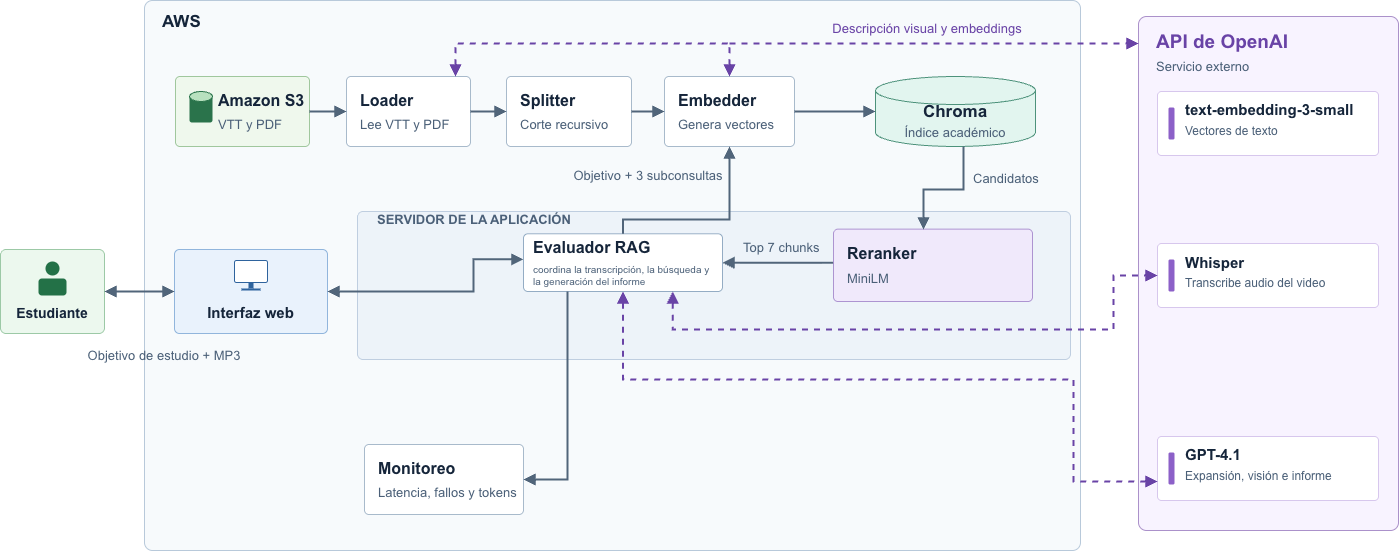 AWS
Descripción visual y embeddings
API de OpenAI
Servicio externo
Amazon S3
VTT y PDF
Loader
Lee VTT y PDF
Splitter
Corte recursivo
Embedder
Genera vectores
Chroma
Índice académico
text-embedding-3-small
Vectores de texto
Objetivo + 3 subconsultas
Candidatos
SERVIDOR DE LA APLICACIÓN
Evaluador RAG
coordina la transcripción, la búsqueda y
la generación del informe
Top 7 chunks
Reranker
MiniLM
Whisper
Transcribe audio del video
Estudiante
Interfaz web
Objetivo de estudio + MP3
Monitoreo
Latencia, fallos y tokens
GPT-4.1
Expansión, visión e informe